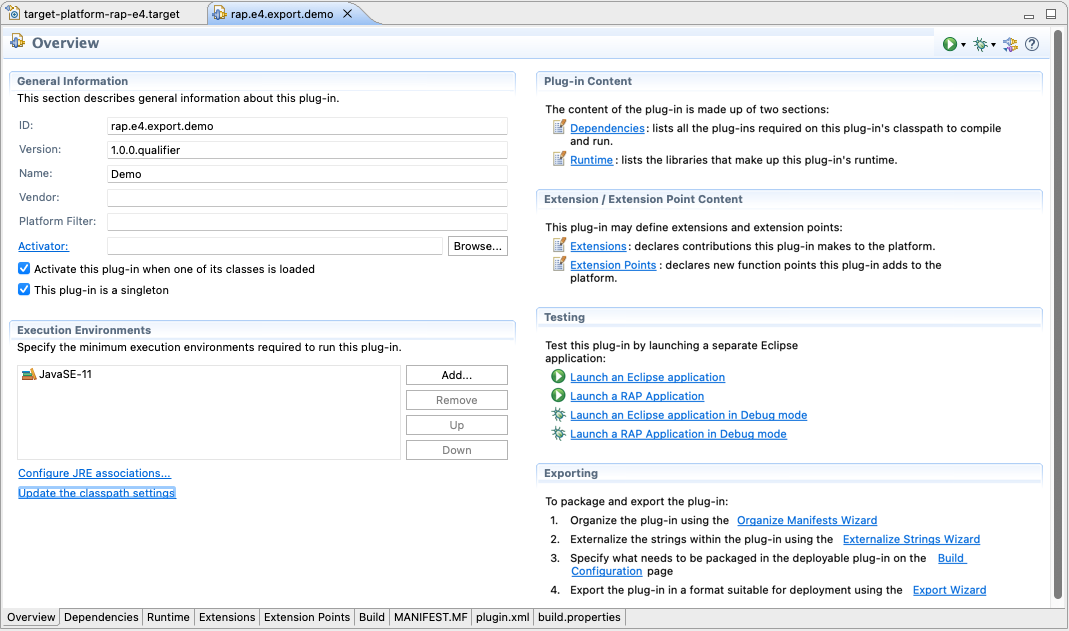 target-platform-rap-e4.target
rap.e4.export.demo
Overview
General Information
This section describes general information about this plug-in.
ID:
rap.e4.export.demo
Version:
1.0.0.qualifier
Name:
Demo
Vendor:
Platform Filter:
Activator:
Browse...
Activate this plug-in when one of its classes is loaded
This plug-in is a singleton
Execution Environments
Specify the minimum execution environments required to run this plug-in.
JavaSE-11
Add...
Remove
Up
Down
Configure JRE associations...
Update the classpath settings
Plug-in Content
The content of the plug-in is made up of two sections:
Dependencies: lists all the plug-ins required on this plug-in's classpath to compile
and run.
Runtime: lists the libraries that make up this plug-in's runtime.
Extension / Extension Point Content
This plug-in may define extensions and extension points:
Extensions: declares contributions this plug-in makes to the platform.
Extension Points: declares new function points this plug-in adds to the
platform.
Testing
Test this plug-in by launching a separate Eclipse
application:
Launch an Eclipse application
Launch a RAP Application
Launch an Eclipse application in Debug mode
Launch a RAP Application in Debug mode
Exporting
To package and export the plug-in:
1. Organize the plug-in using the Organize Manifests Wizard
2. Externalize the strings within the plug-in using the Externalize Strings Wizard
3. Specify what needs to be packaged in the deployable plug-in on the Build
Configuration page
4. Export the plug-in in a format suitable for deployment using the Export Wizard
Overview Dependencies Runtime Extensions Extension Points Build MANIFEST.MF plugin.xml build.properties